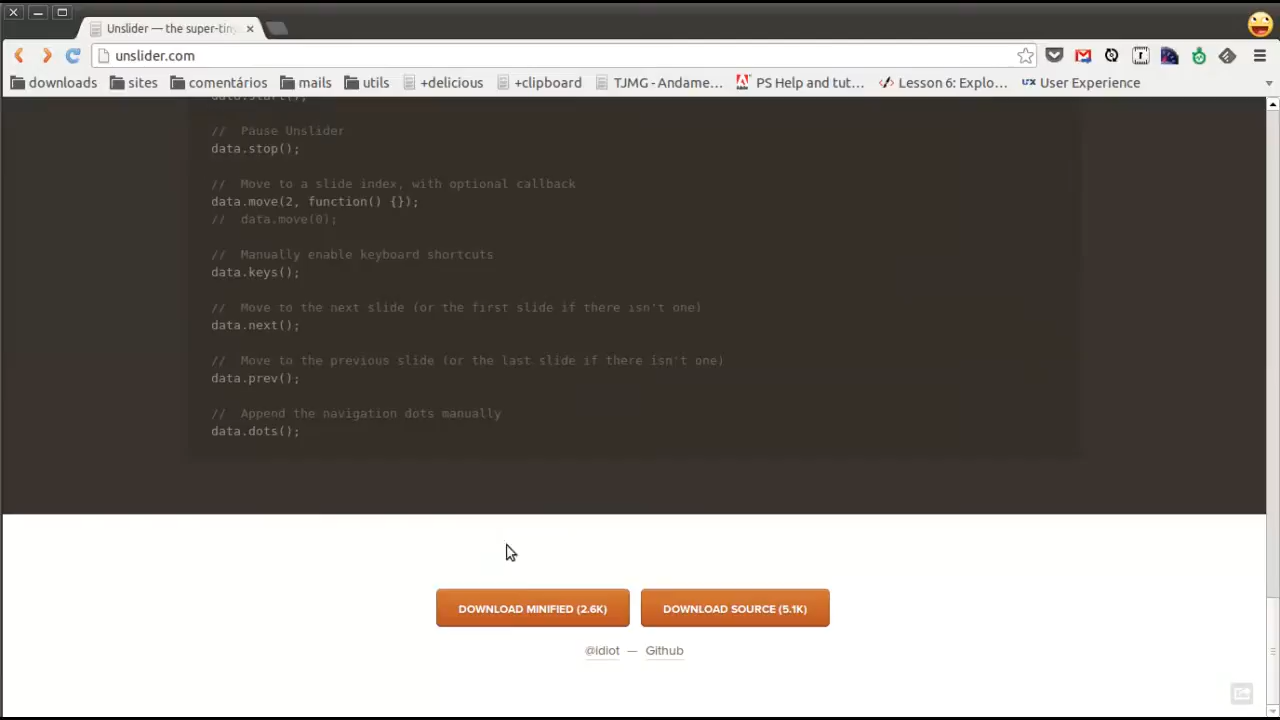 Unslider — the super-tiny
unslider.com
downloads sites comentários mails utils +delicious +clipboard TJMG - Andame... PS Help and tut... Lesson 6: Explo... User Experience
data.start();
// Pause Unslider
data.stop();
// Move to a slide index, with optional callback
data.move(2, function() {});
// data.move(0);
// Manually enable keyboard shortcuts
data.keys();
// Move to the next slide (or the first slide if there isn't one)
data.next();
// Move to the previous slide (or the last slide if there isn't one)
data.prev();
// Append the navigation dots manually
data.dots();
DOWNLOAD MINIFIED (2.6K) DOWNLOAD SOURCE (5.1K)
@idiot — Github